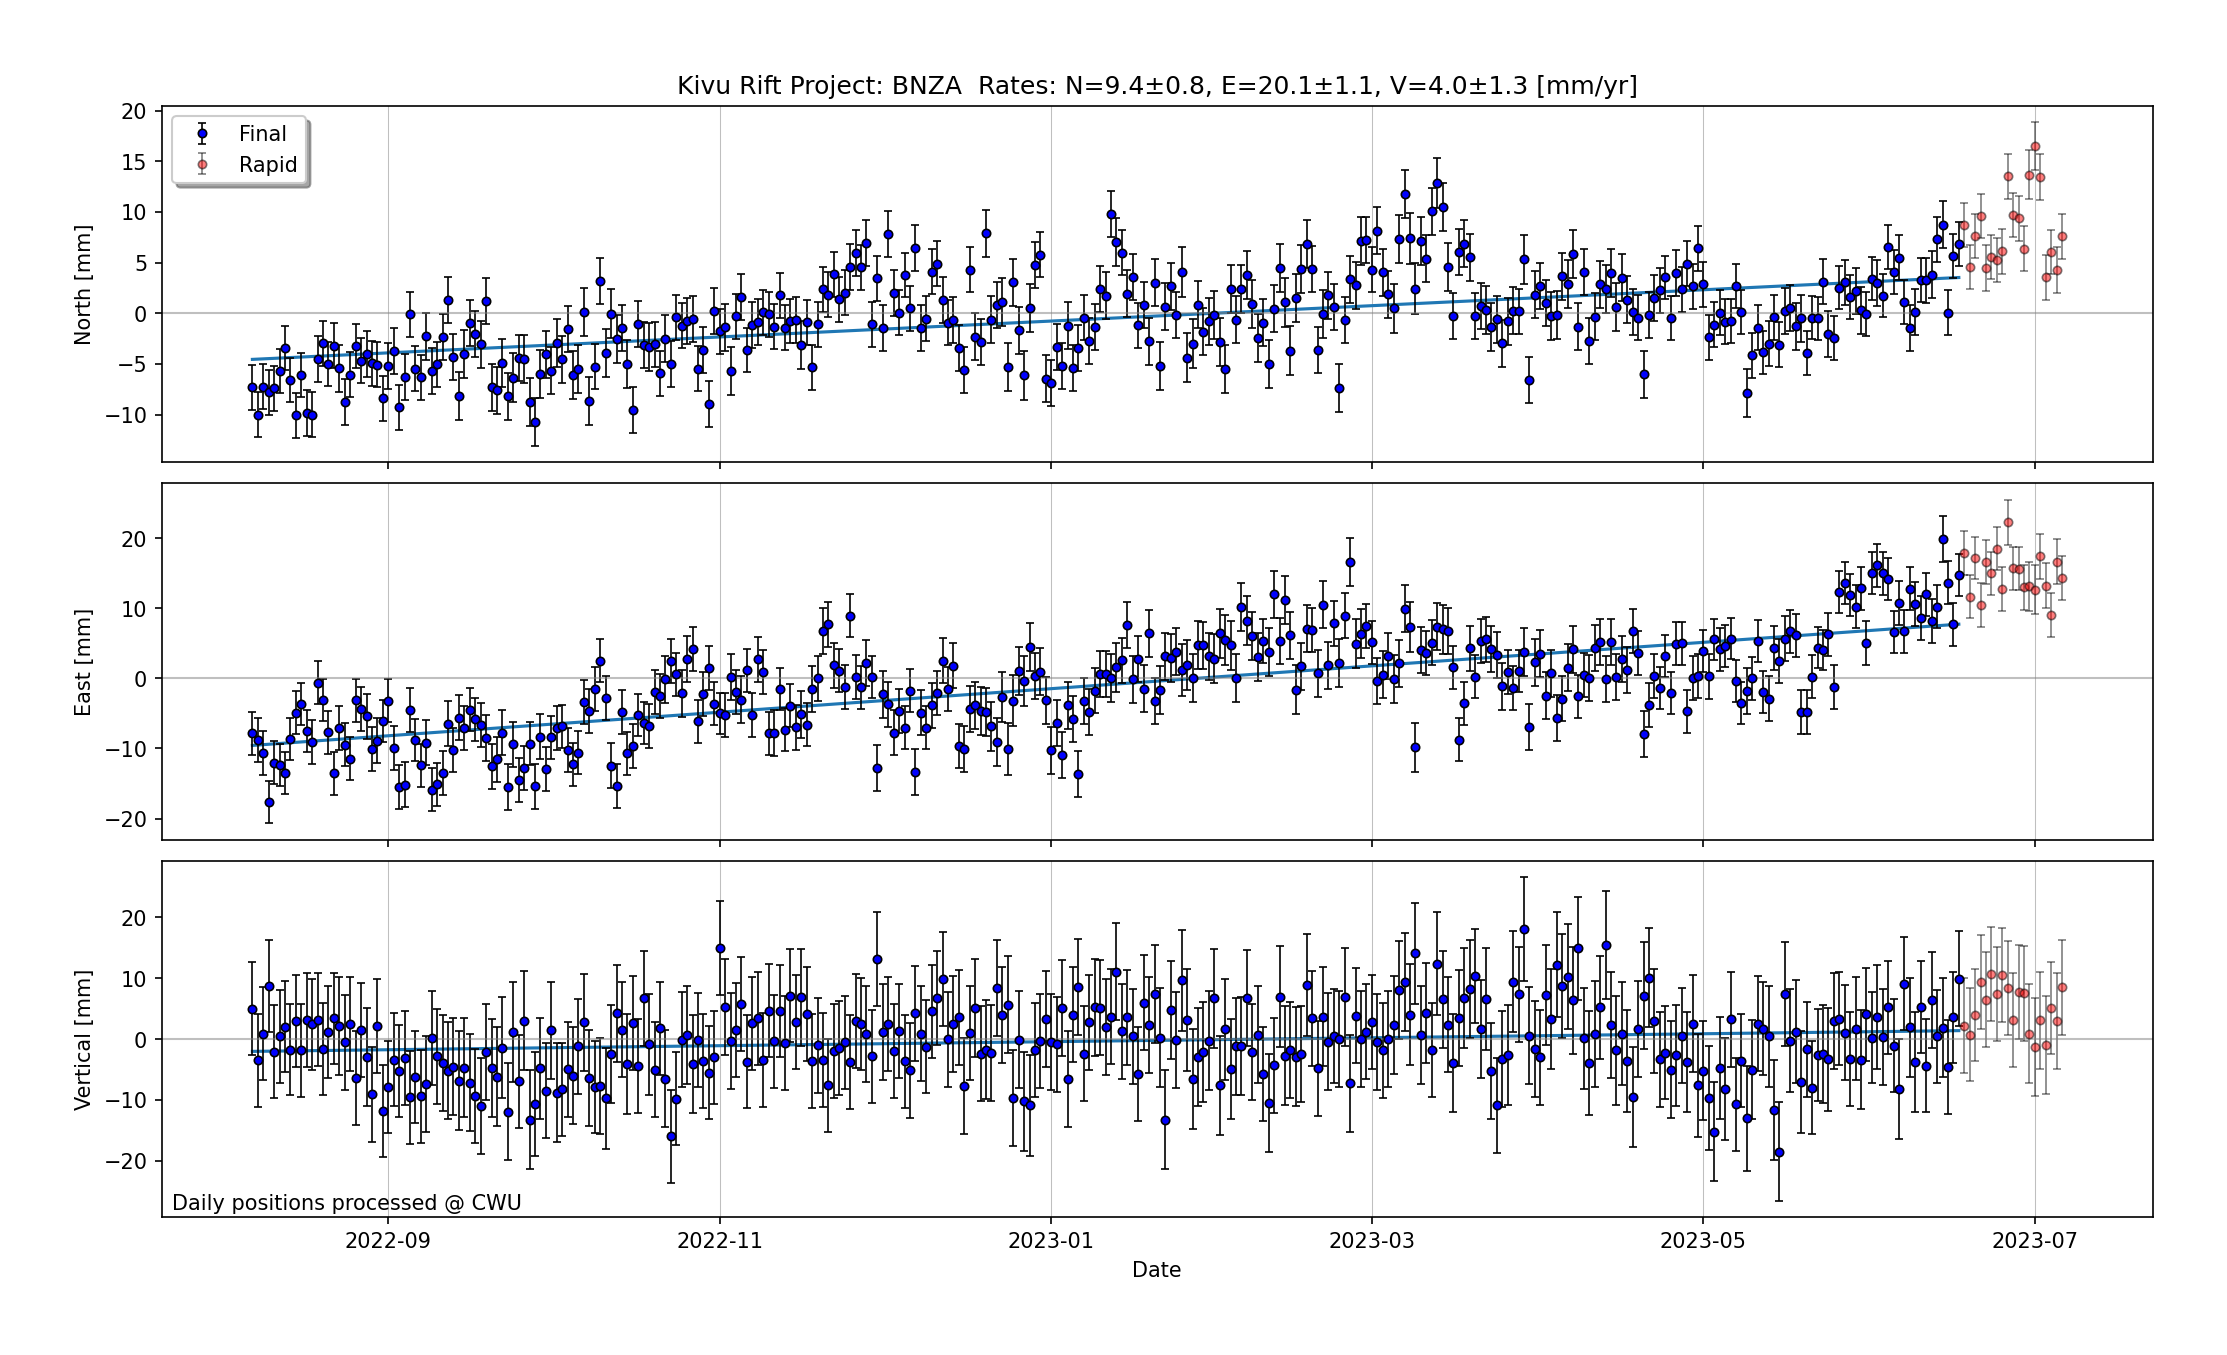 Kivu Rift Project: BNZA  Rates: N=9.4±0.8, E=20.1±1.1, V=4.0±1.3 [mm/yr]
Final
Rapid
North [mm]
20
15
10
5
0
−5
−10
East [mm]
20
10
0
−10
−20
Vertical [mm]
20
10
0
−10
−20
Daily positions processed @ CWU
2022-09 2022-11 2023-01 2023-03 2023-05 2023-07
Date